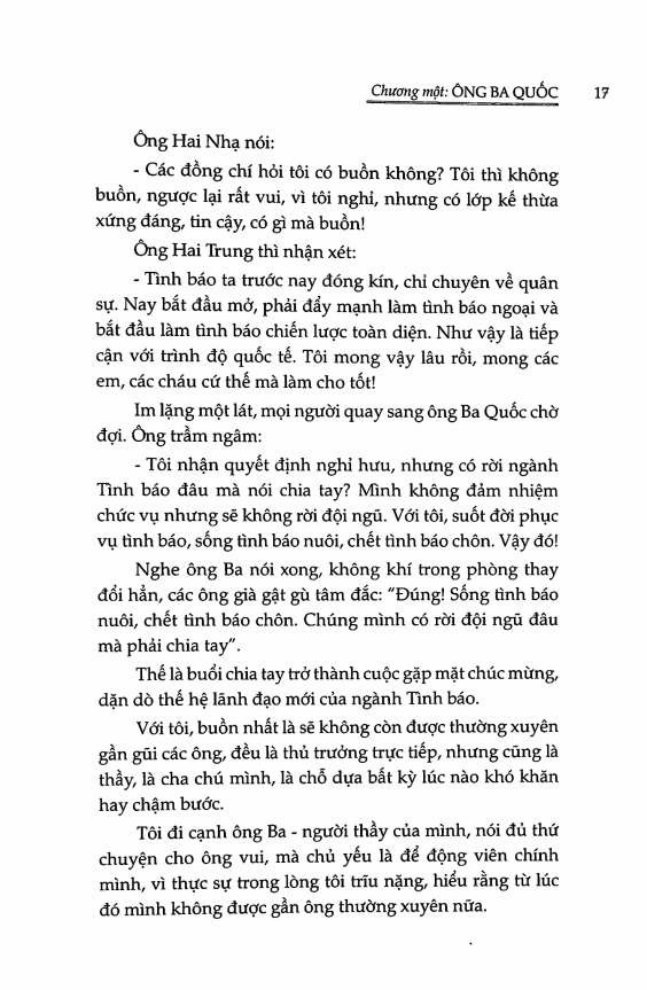 Chương một: ÔNG BA QUỐC 17
Ông Hai Nhạ nói:
- Các đồng chí hỏi tôi có buồn không? Tôi thì không
buồn, ngược lại rất vui, vì tôi nghỉ, nhưng có lớp kế thừa
xứng đáng, tin cậy, có gì mà buồn!
Ông Hai Trung thì nhận xét:
- Tình báo ta trước nay đóng kín, chỉ chuyên về quân
sự. Nay bắt đầu mở, phải đẩy mạnh làm tình báo ngoại và
bắt đầu làm tình báo chiến lược toàn diện. Như vậy là tiếp
cận với trình độ quốc tế. Tôi mong vậy lâu rồi, mong các
em, các cháu cứ thế mà làm cho tốt!
Im lặng một lát, mọi người quay sang ông Ba Quốc chờ
đợi. Ông trầm ngâm:
- Tôi nhận quyết định nghỉ hưu, nhưng có rời ngành
Tình báo đâu mà nói chia tay? Mình không đảm nhiệm
chức vụ nhưng sẽ không rời đội ngũ. Với tôi, suốt đời phục
vụ tình báo, sống tình báo nuôi, chết tình báo chôn. Vậy đó!
Nghe ông Ba nói xong, không khí trong phòng thay
đổi hẳn, các ông già gật gù tâm đắc: “Đúng! Sống tình báo
nuôi, chết tình báo chôn. Chúng mình có rời đội ngũ đâu
mà phải chia tay”.
Thế là buổi chia tay trở thành cuộc gặp mặt chúc mừng,
dặn dò thế hệ lãnh đạo mới của ngành Tình báo.
Với tôi, buồn nhất là sẽ không còn được thường xuyên
gần gũi các ông, đều là thủ trưởng trực tiếp, nhưng cũng là
thầy, là cha chú mình, là chỗ dựa bất kỳ lúc nào khó khăn
hay chậm bước.
Tôi đi cạnh ông Ba - người thầy của mình, nói đủ thứ
chuyện cho ông vui, mà chủ yếu là để động viên chính
mình, vì thực sự trong lòng tôi trĩu nặng, hiểu rằng từ lúc
đó mình không được gần ông thường xuyên nữa.